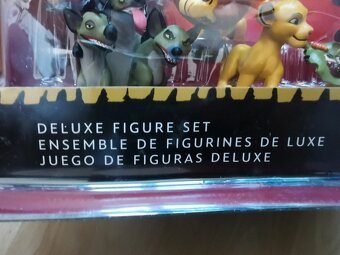 DELUXE FIGURE SET
ENSEMBLE DE FIGURINES DE LUXE
JUEGO DE FIGURAS DELUXE